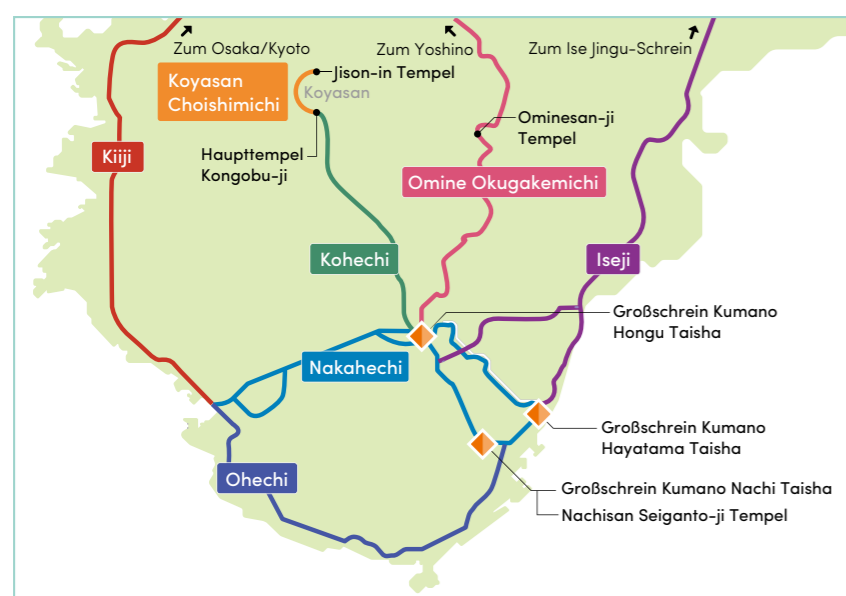 Zum Osaka/Kyoto
Zum Yoshino
Zum Ise Jingu-Schrein
Koyasan
Choishimichi
Jison-in Tempel
Koyasan
Ominesan-ji
Tempel
Kiiji
Haupttempel
Kongobu-ji
Omine Okugakemichi
Kohechi
Iseji
Großschrein Kumano
Hongu Taisha
Nakahechi
Großschrein Kumano
Hayatama Taisha
Ohechi
Großschrein Kumano Nachi Taisha
Nachisan Seiganto-ji Tempel